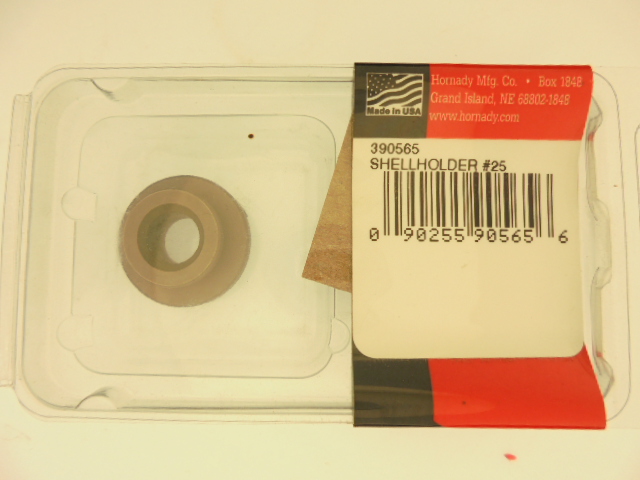 Hornady Mfg. Co. • Box 1848
Grand Island, NE 68802-1848
www.hornady.com
Made in USA
390565
SHELLHOLDER #25
0 90255 90565 6